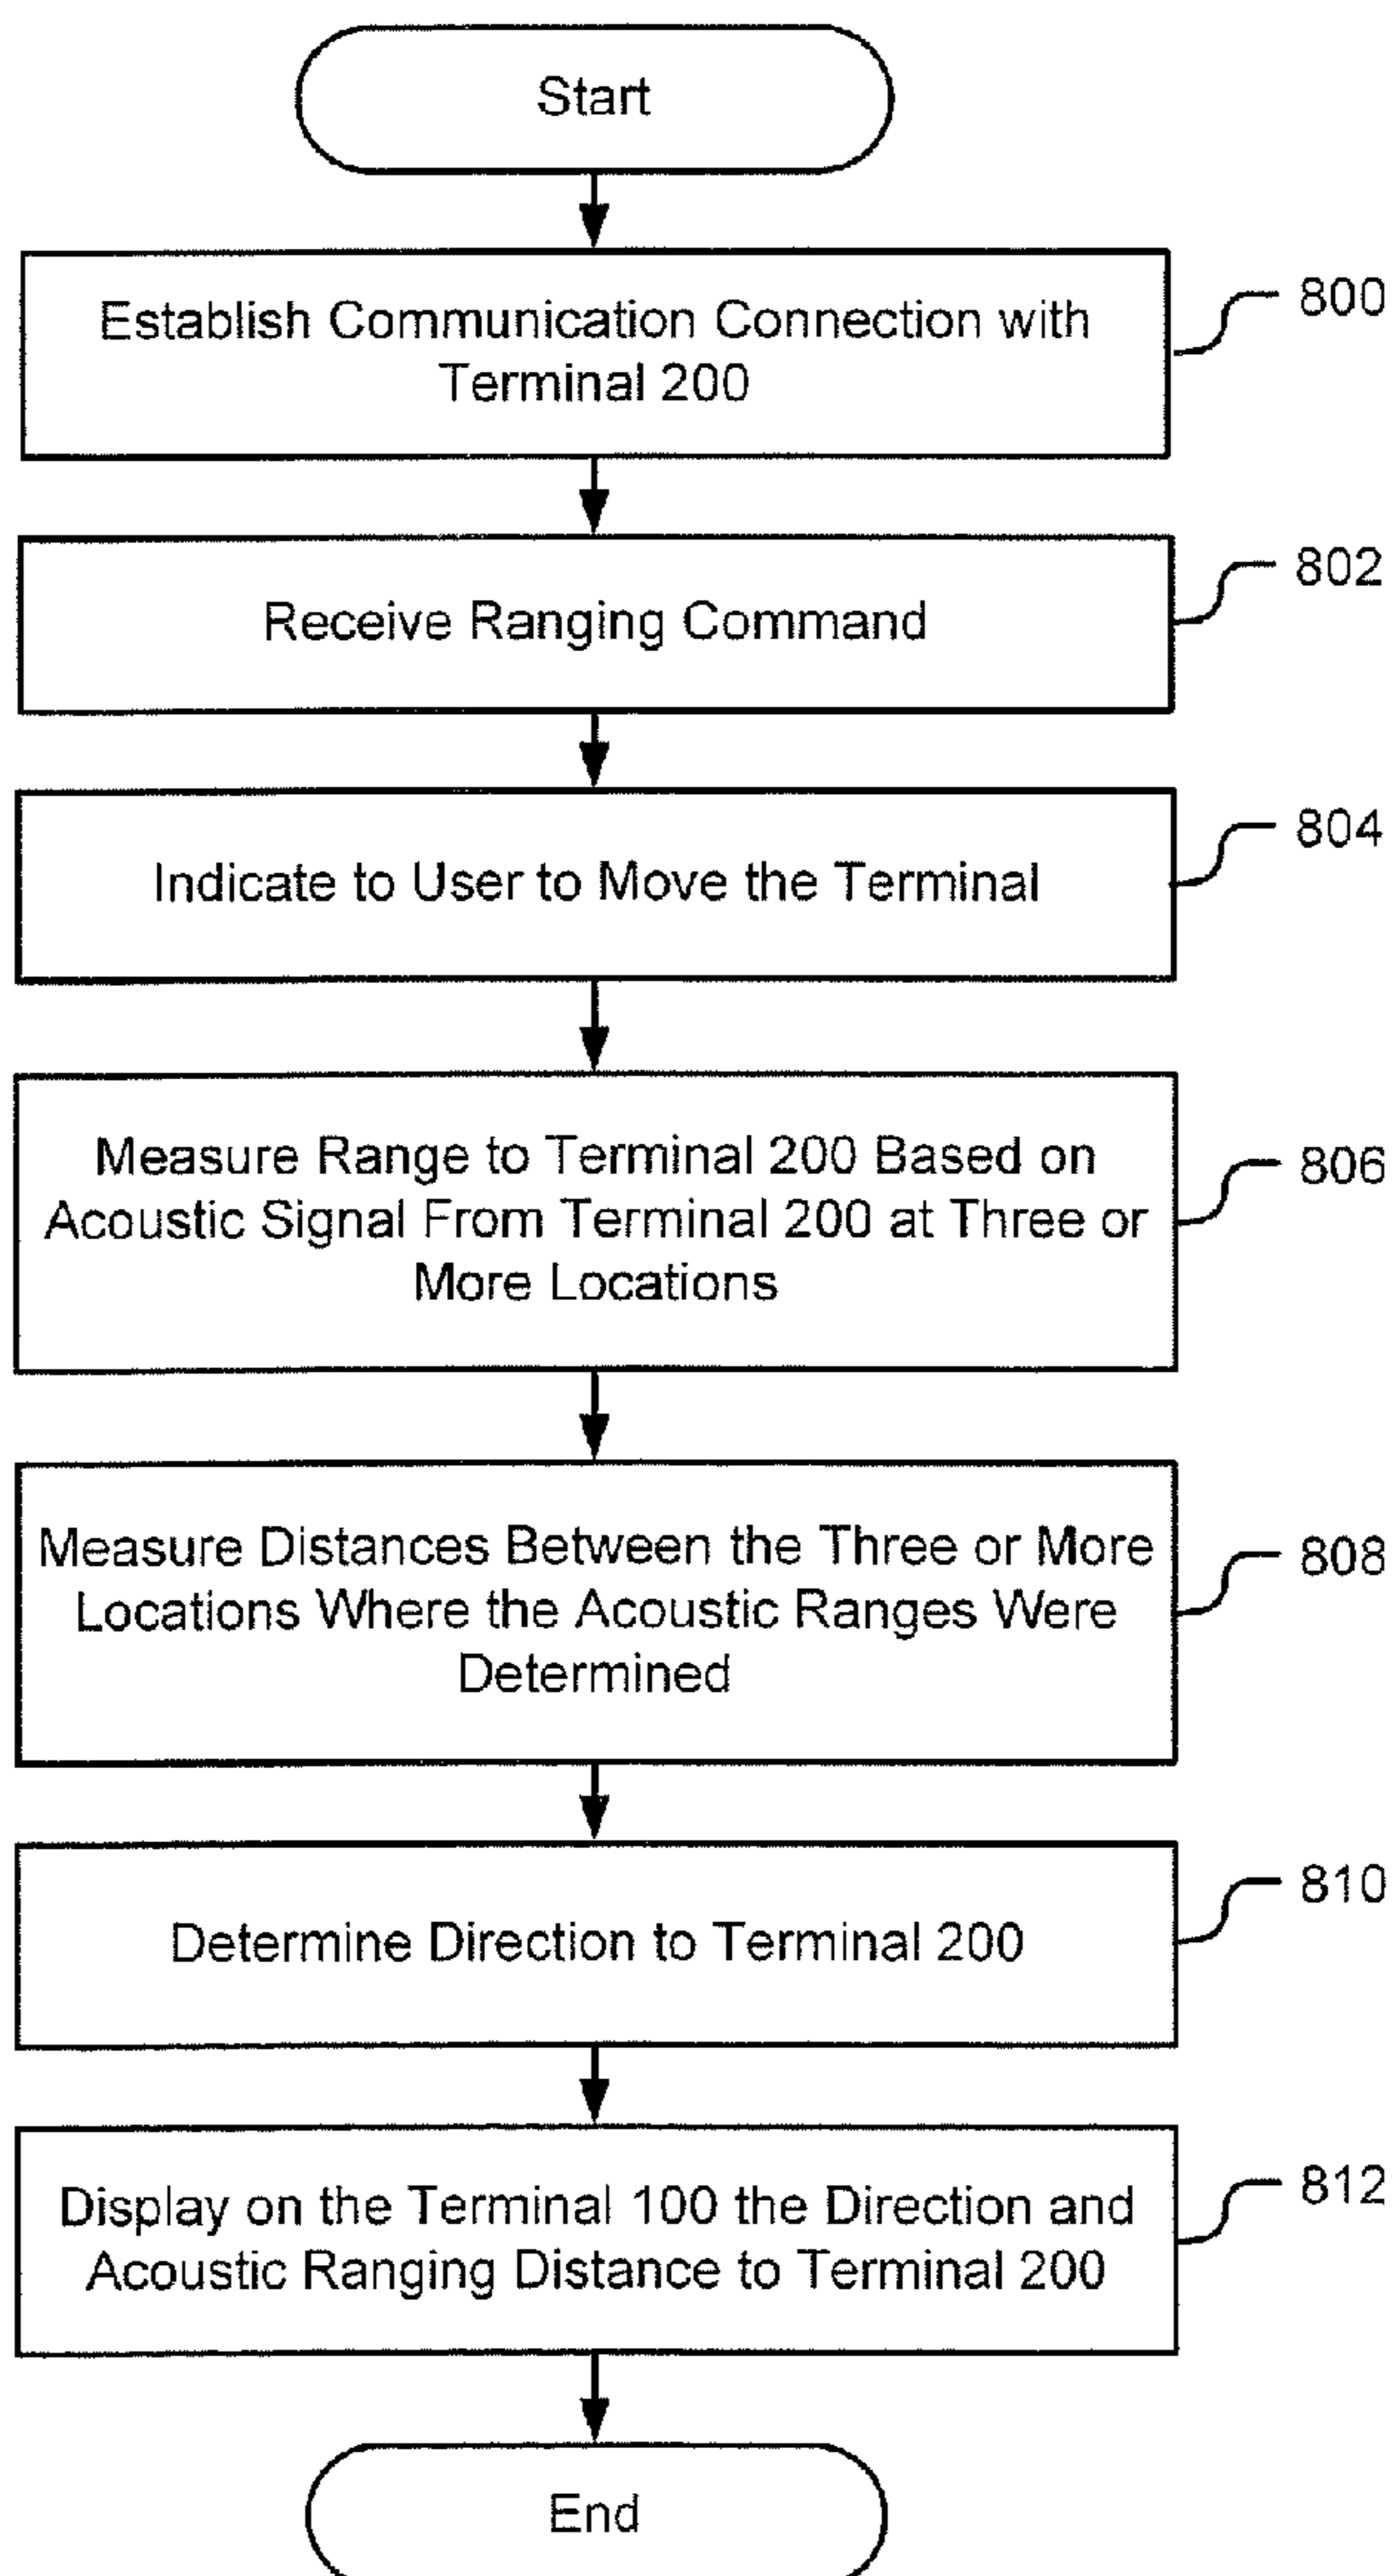 Start
Establish Communication Connection with
Terminal 200
800
Receive Ranging Command
802
Indicate to User to Move the Terminal
804
Measure Range to Terminal 200 Based on
Acoustic Signal From Terminal 200 at Three or
More Locations
806
Measure Distances Between the Three or More
Locations Where the Acoustic Ranges Were
Determined
808
Determine Direction to Terminal 200
810
Display on the Terminal 100 the Direction and
Acoustic Ranging Distance to Terminal 200
812
End